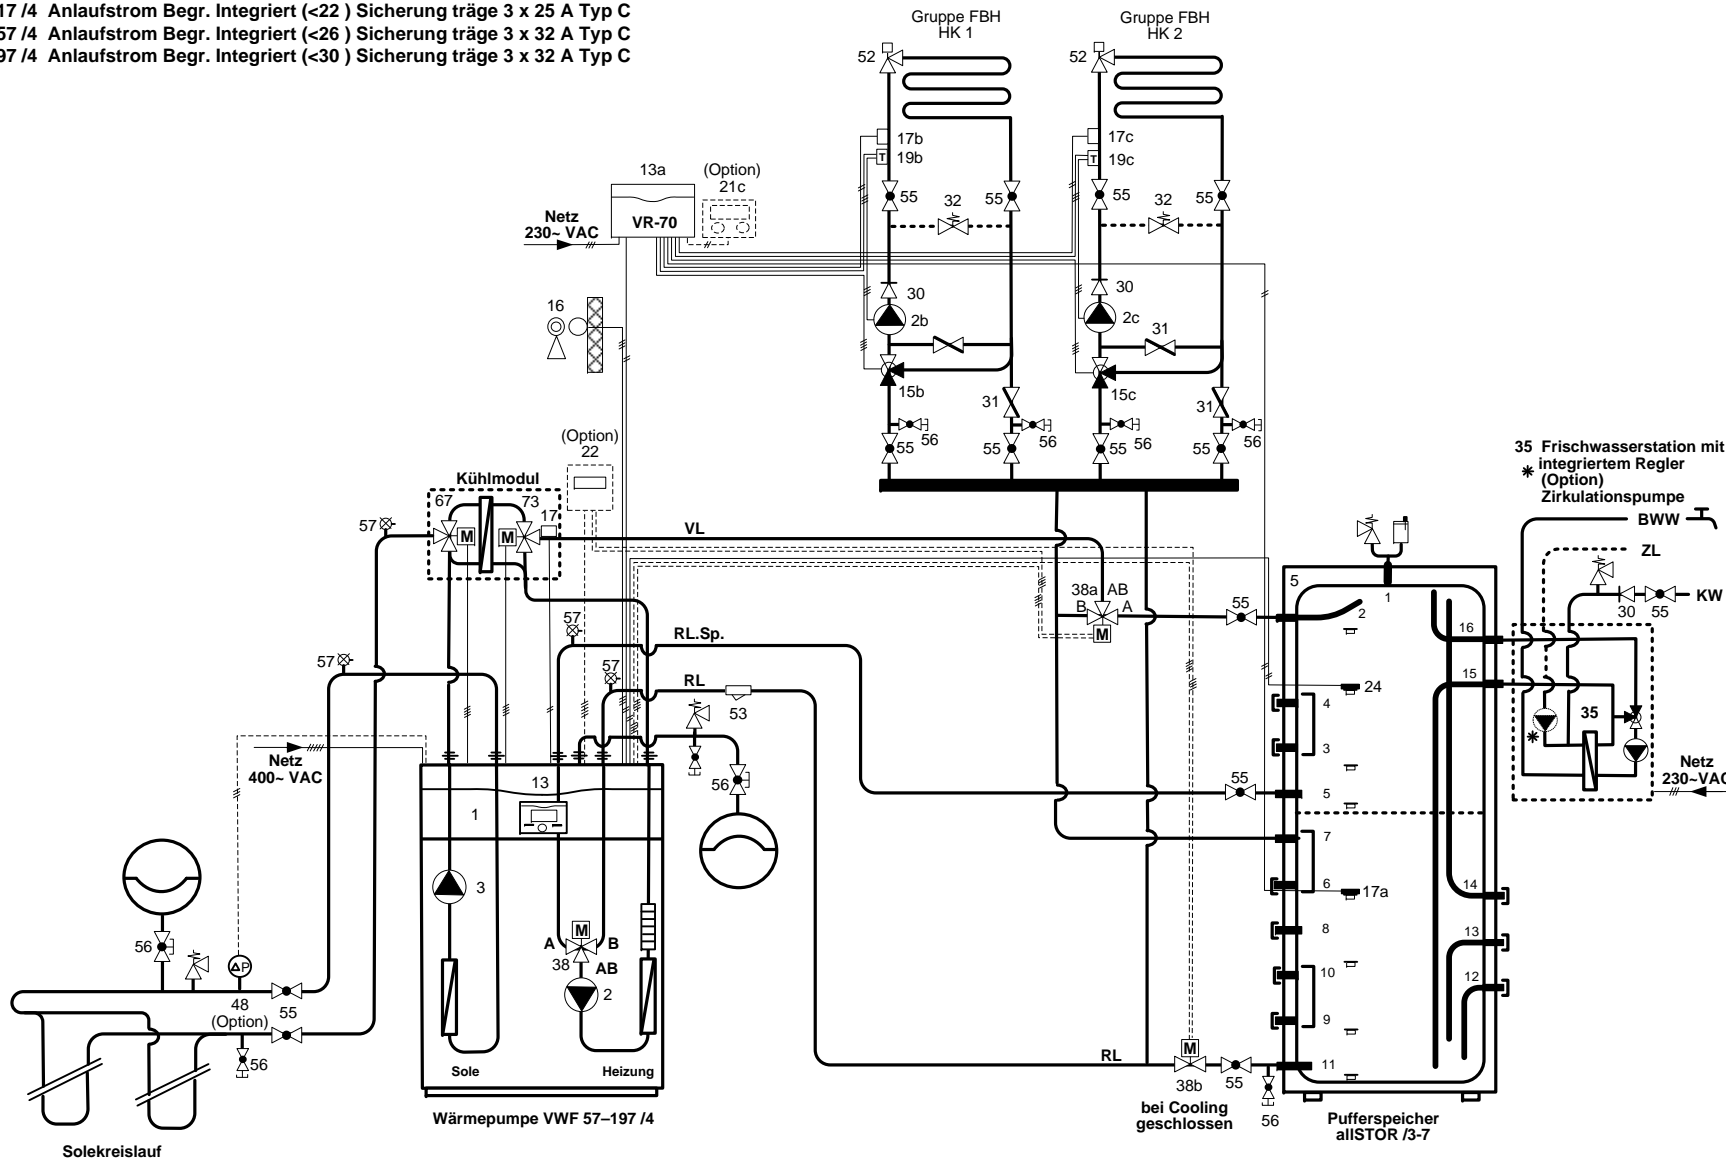 17 /4 Anlaufstrom Begr. Integriert (<22 ) Sicherung träge 3 x 25 A Typ C
57 /4 Anlaufstrom Begr. Integriert (<26 ) Sicherung träge 3 x 32 A Typ C
97 /4 Anlaufstrom Begr. Integriert (<30 ) Sicherung träge 3 x 32 A Typ C
Gruppe FBH
HK 1
Gruppe FBH
HK 2
52
52
17b
T
19b
17c
T
19c
13a
(Option)
21c
VR-70
Netz
230~ VAC
55
32
55
55
32
55
30
2b
30
2c
16
31
15b
15c
31
31
56
56
56
56
55
55
55
55
(Option)
22
Kühlmodul
67
73
17
57
M
M
VL
35 Frischwasserstation mit
integriertem Regler
(Option)
Zirkulationspumpe
BWW
ZL
KW
30
55
5
1
38a
AB
B
A
M
55
2
57
RL.Sp.
57
57
RL
53
16
15
24
4
3
35
Netz
230~VAC
Netz
400~ VAC
13
56
55
5
1
7
6
17a
14
3
8
13
M
A
B
38
AB
2
10
12
9
56
ΔP
48
(Option)
55
56
Sole
Heizung
RL
M
38b
55
11
56
bei Cooling
geschlossen
Wärmepumpe VWF 57–197 /4
Pufferspeicher
allSTOR /3-7
Solekreislauf